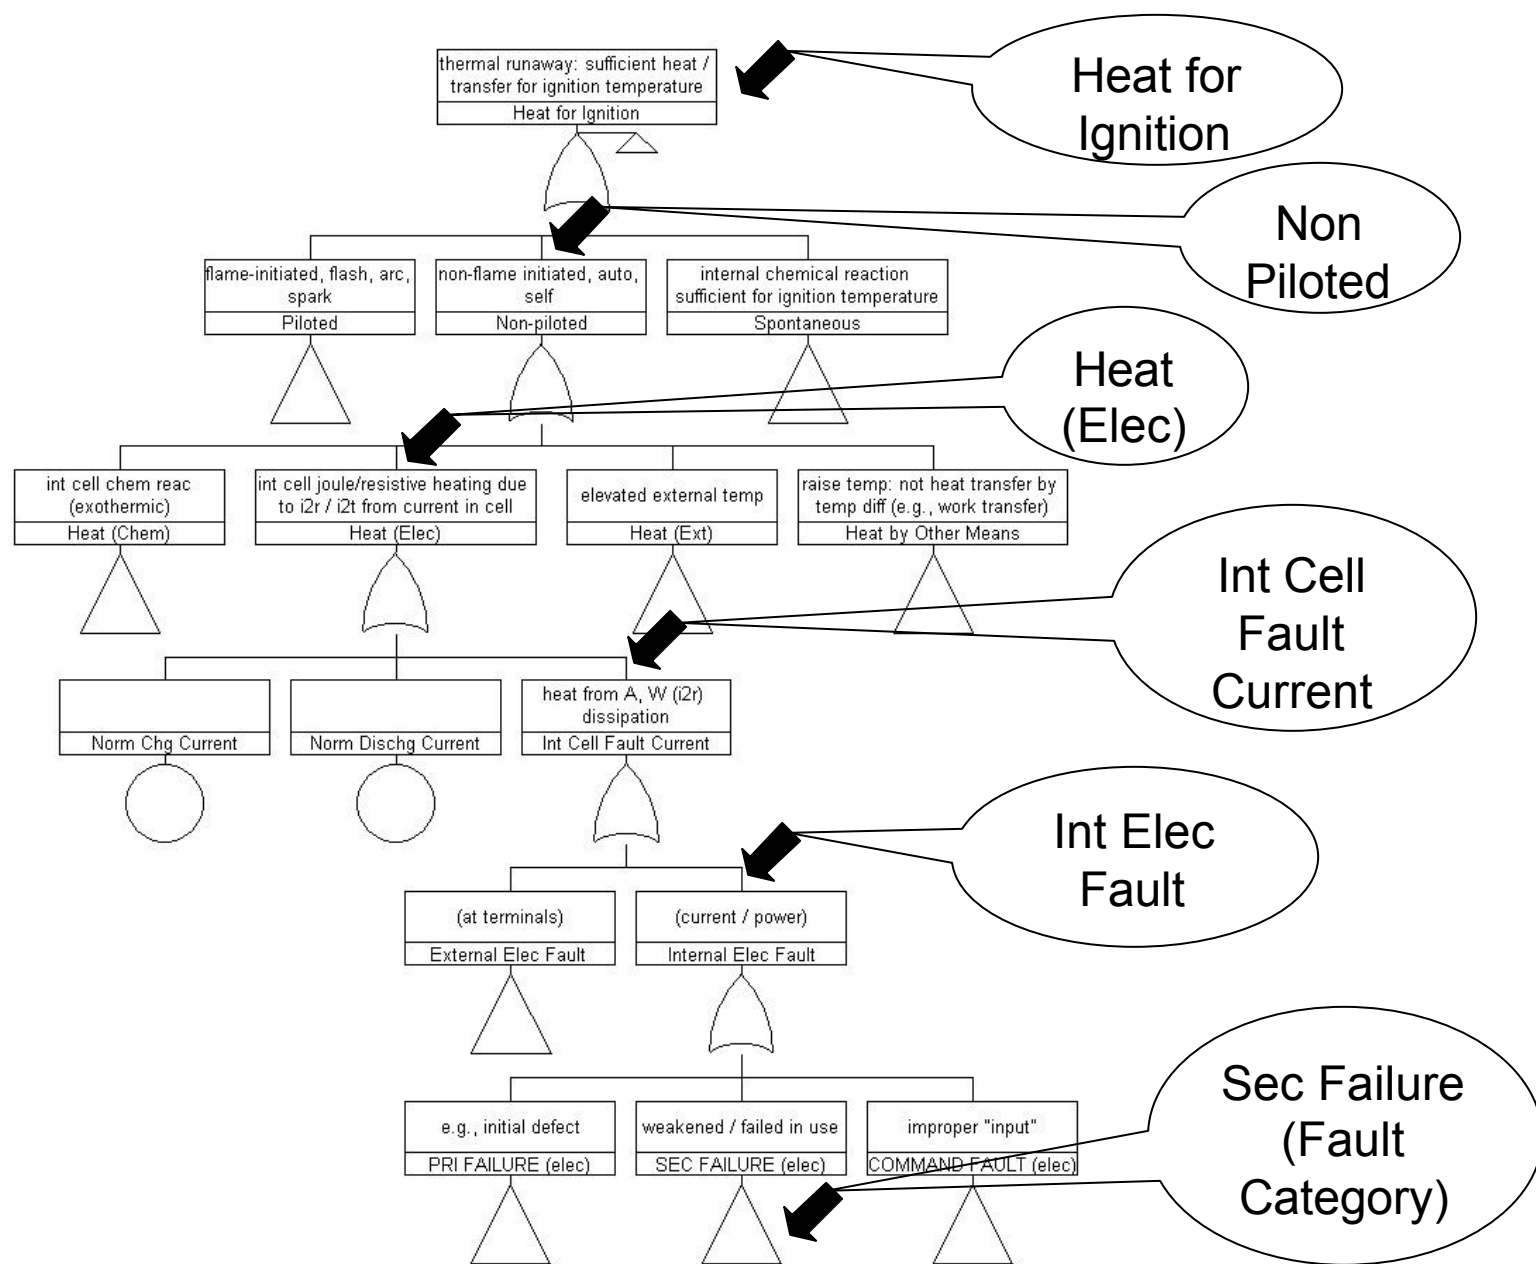 thermal runaway: sufficient heat /
transfer for ignition temperature
Heat for Ignition
Heat for
Ignition
Non
Piloted
flame-initiated, flash, arc,
spark
Piloted
non-flame initiated, auto,
self
Non-piloted
internal chemical reaction
sufficient for ignition temperature
Spontaneous
Heat
(Elec)
int cell chem reac
(exothermic)
Heat (Chem)
int cell joule/resistive heating due
to i2r / i2t from current in cell
Heat (Elec)
elevated external temp
Heat (Ext)
raise temp: not heat transfer by
temp diff (e.g., work transfer)
Heat by Other Means
Int Cell
Fault
Current
Norm Chg Current
Norm Dischg Current
heat from A, W (i2r)
dissipation
Int Cell Fault Current
Int Elec
Fault
(at terminals)
External Elec Fault
(current / power)
Internal Elec Fault
Sec Failure
(Fault
Category)
e.g., initial defect
PRI FAILURE (elec)
weakened / failed in use
SEC FAILURE (elec)
improper "input"
COMMAND FAULT (elec)